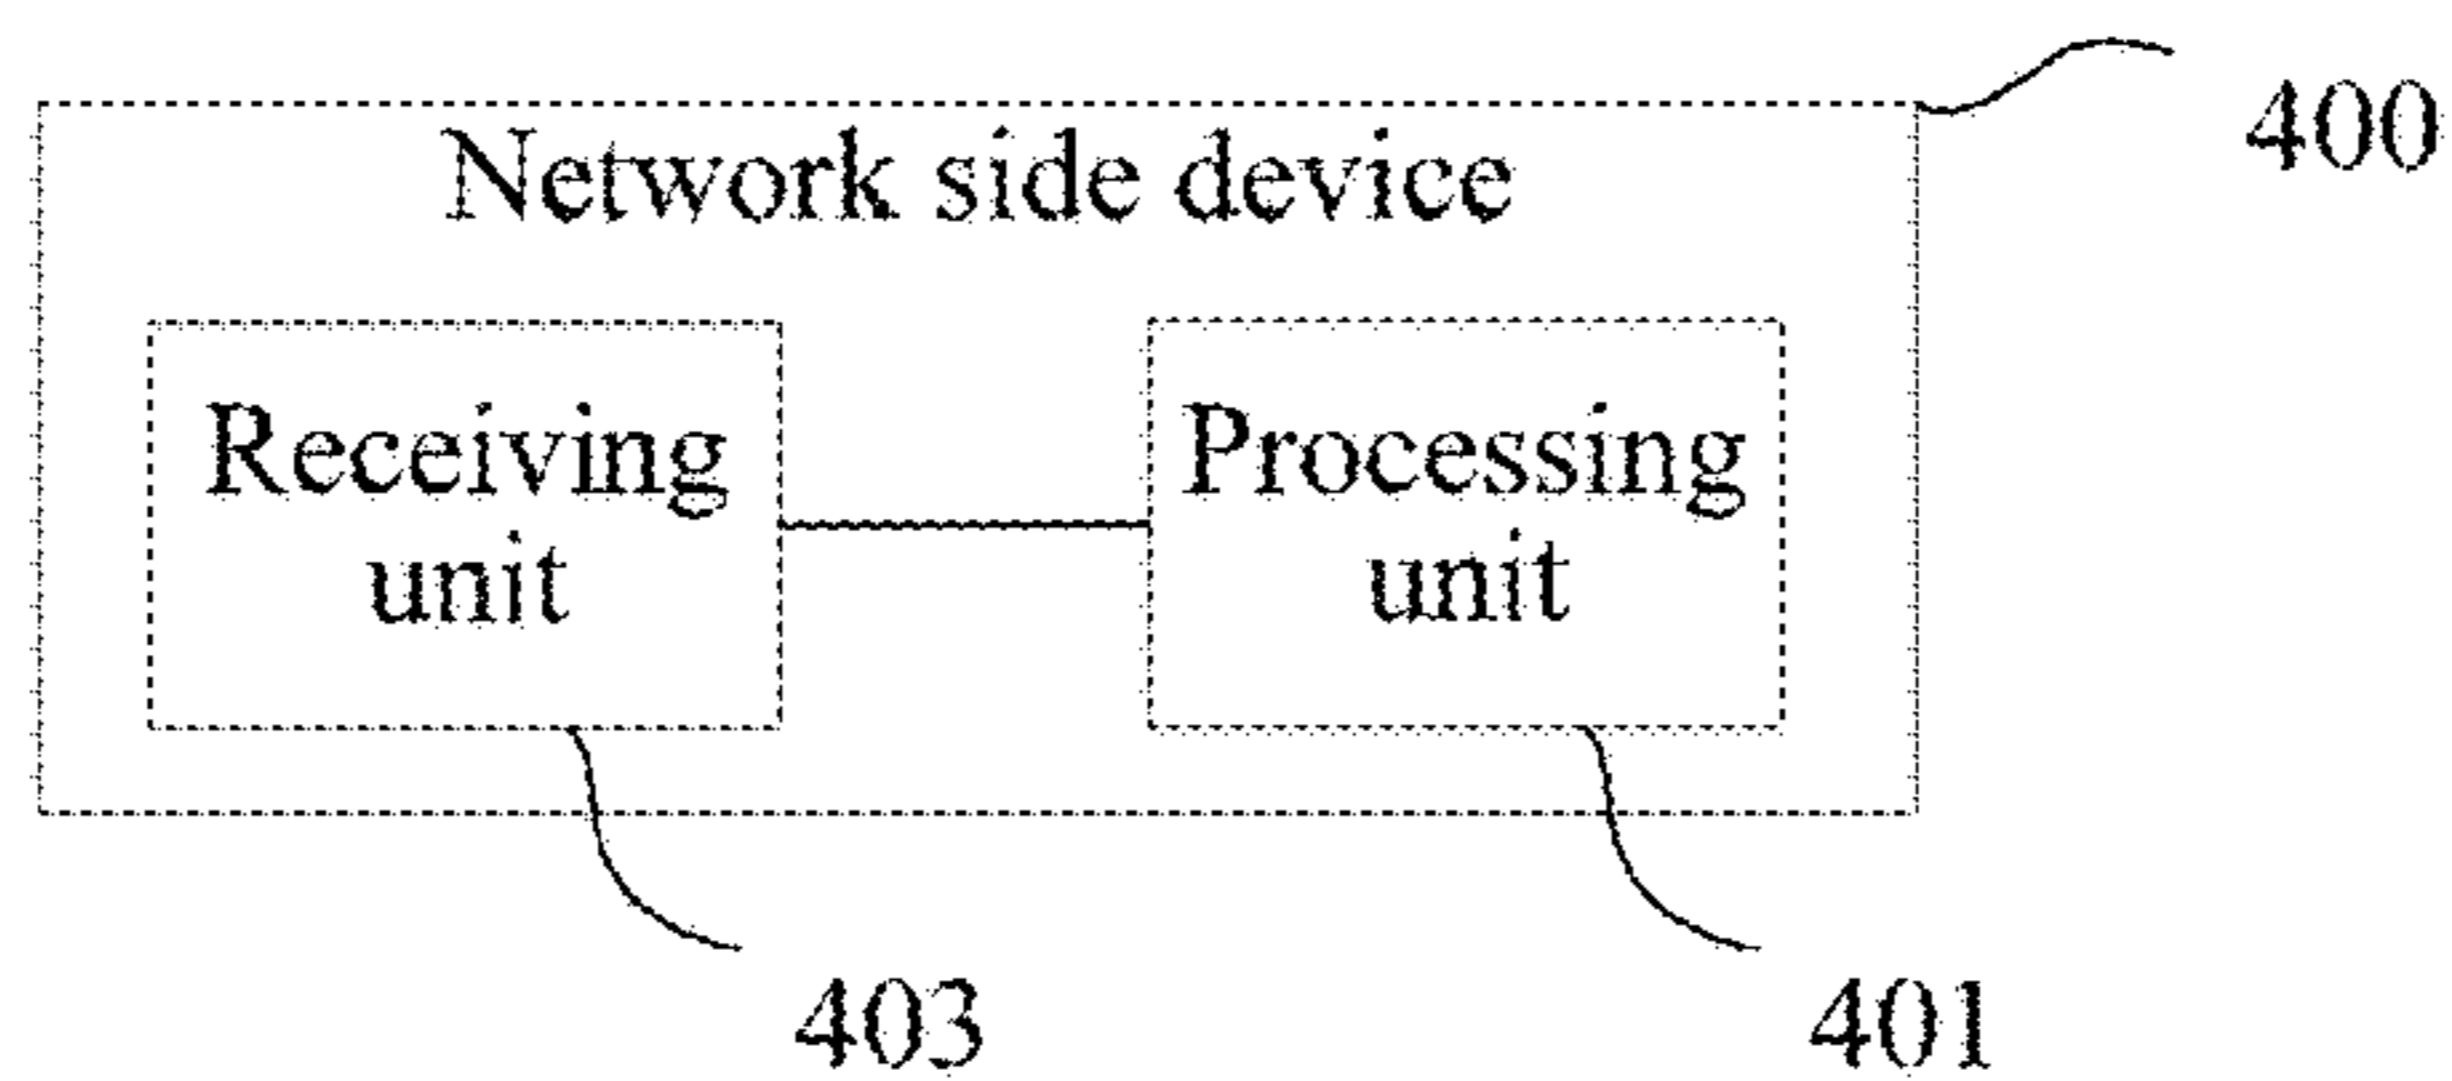 400
Network side device
Receiving
unit
Processing
unit
403
401